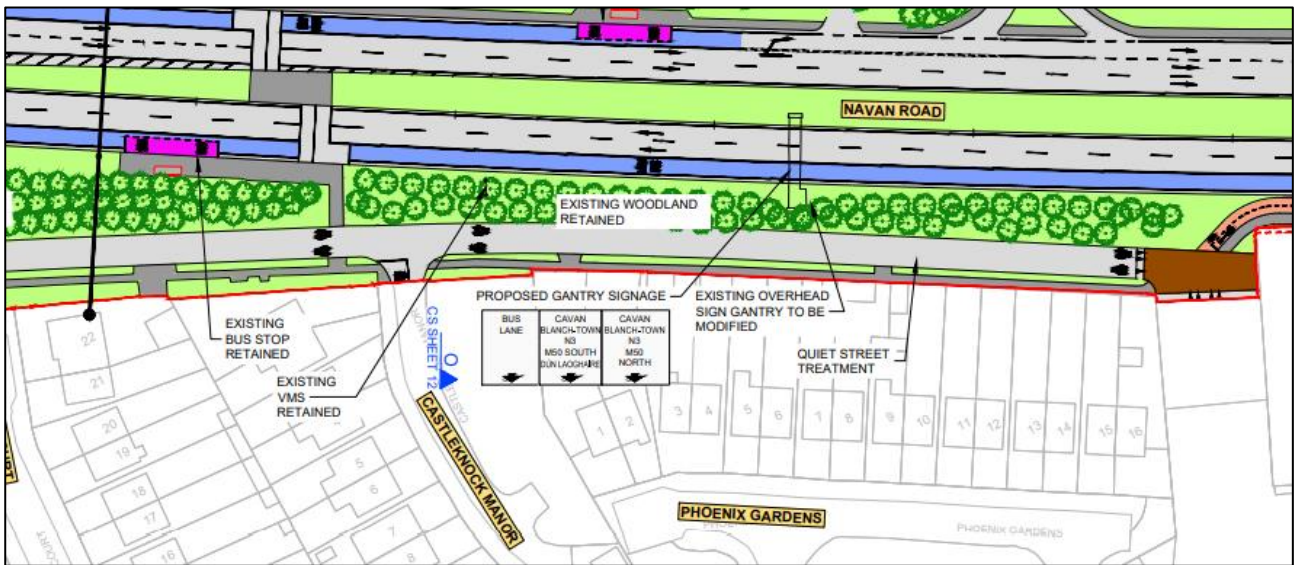 NAVAN ROAD
EXISTING WOODLAND
RETAINED
PROPOSED GANTRY SIGNAGE
EXISTING OVERHEAD
SIGN GANTRY TO BE
MODIFIED
BUS
LANE
CAVAN
BLANCH-TOWN
N3
M50 SOUTH
DÚN LAOGHAIRE
CAVAN
BLANCH-TOWN
N3
M50
NORTH
QUIET STREET
TREATMENT
EXISTING
BUS STOP
RETAINED
EXISTING
VMS
RETAINED
O
CS SHEET 12
CASTLEKNOCK MANOR
PHOENIX GARDENS
PHOENIX GARDENS
COURT
22
21
20
19
18
17
16
5
6
7
8
1
2
3
4
5
6
7
8
9
10
11
12
13
14
15
16